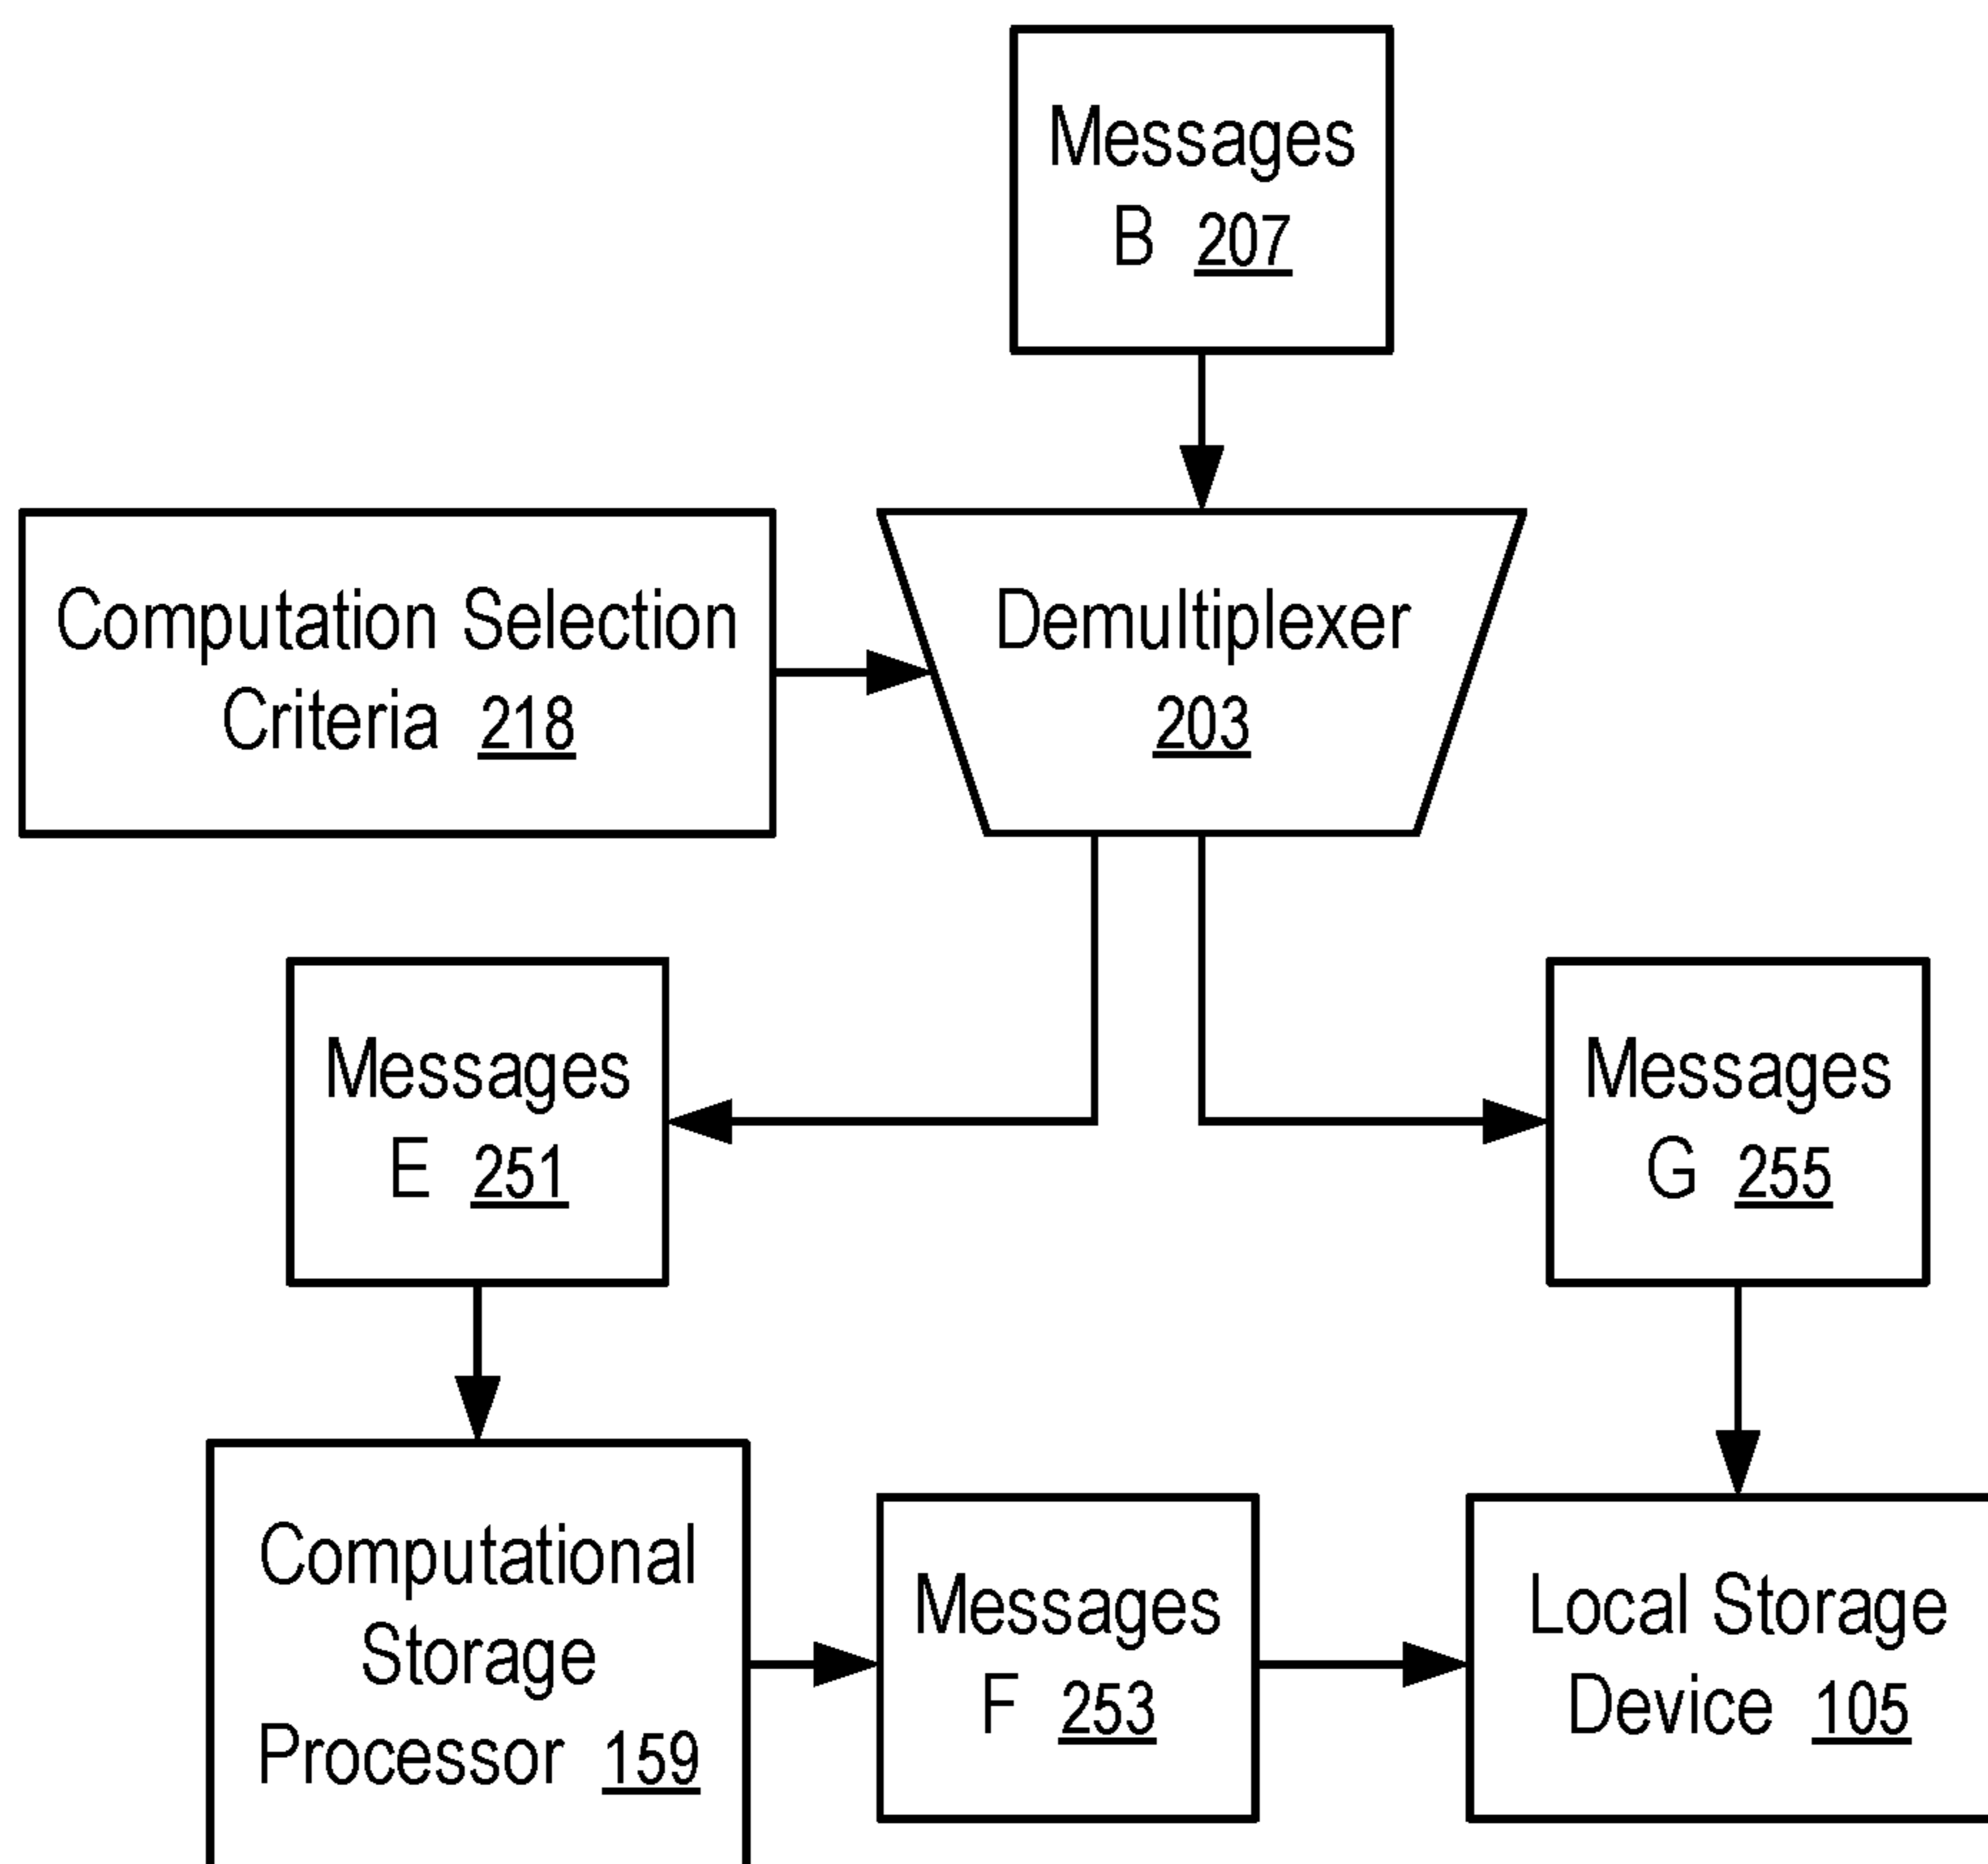 Messages
B 207
Computation Selection
Criteria 218
Demultiplexer
203
Messages
E 251
Messages
G 255
Computational
Storage
Processor 159
Messages
F 253
Local Storage
Device 105